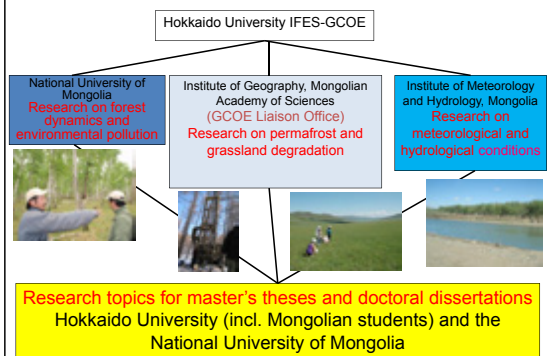 Hokkaido University IFES-GCOE
National University of
Mongolia
Research on forest
dynamics and
environmental pollution
Institute of Geography, Mongolian
Academy of Sciences
(GCOE Liaison Office)
Research on permafrost and
grassland degradation
Institute of Meteorology
and Hydrology, Mongolia
Research on
meteorological and
hydrological conditions
Research topics for master's theses and doctoral dissertations
Hokkaido University (incl. Mongolian students) and the
National University of Mongolia